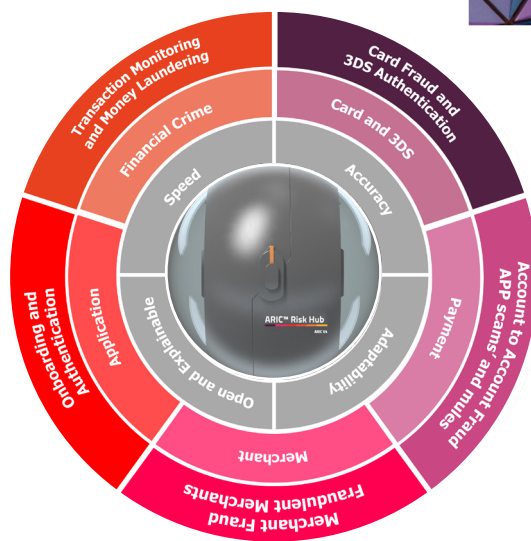 Transaction Monitoring
and Money Laundering
Card Fraud and
3DS Authentication
Financial Crime
Card and 3DS
Speed
Accuracy
Account to Account Fraud
APP scams' and mules
Payment
Onboarding and
Authentication
Application
ARIC™ Risk Hub
Open and Explainable
Adaptability
Merchant
Merchant Fraud
Fraudulent Merchants